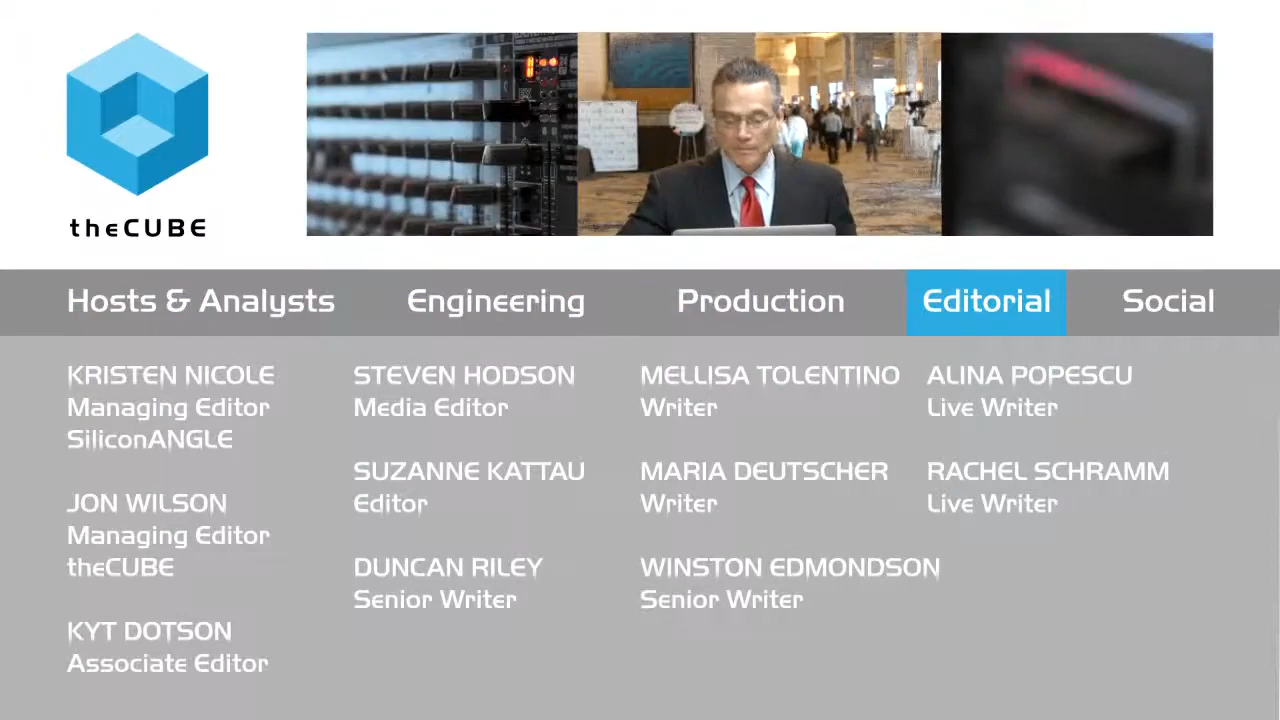 theCUBE
Hosts & Analysts
Engineering
Production
Editorial
Social
KRISTEN NICOLE
Managing Editor
SiliconANGLE
JON WILSON
Managing Editor
theCUBE
KYT DOTSON
Associate Editor
STEVEN HODSON
Media Editor
SUZANNE KATTAU
Editor
DUNCAN RILEY
Senior Writer
MELLISA TOLENTINO
Writer
MARIA DEUTSCHER
Writer
WINSTON EDMONDSON
Senior Writer
ALINA POPESCU
Live Writer
RACHEL SCHRAMM
Live Writer